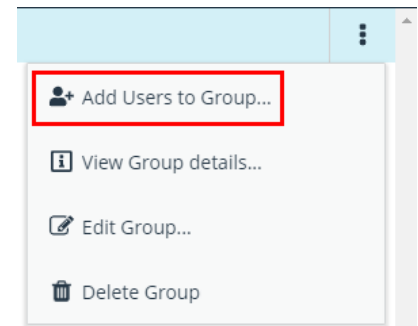 Add Users to Group...
View Group details...
Edit Group...
Delete Group